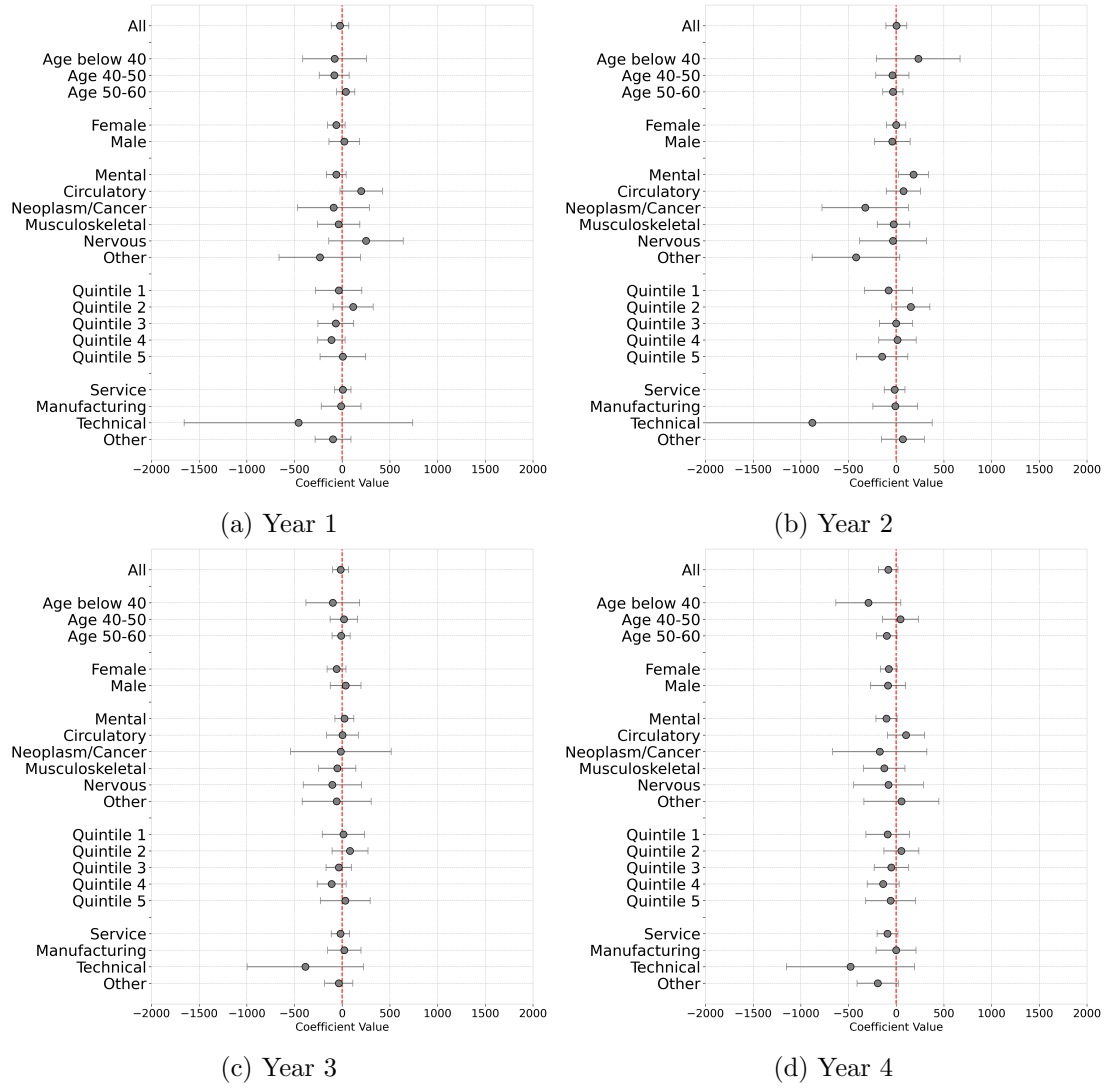 All
Age below 40
Age 40-50
Age 50-60
Female
Male
Mental
Circulatory
Neoplasm/Cancer
Musculoskeletal
Nervous
Other
Quintile 1
Quintile 2
Quintile 3
Quintile 4
Quintile 5
Service
Manufacturing
Technical
Other
−2000 −1500 −1000 −500 0 500 1000 1500 2000
Coefficient Value
(a) Year 1
All
Age below 40
Age 40-50
Age 50-60
Female
Male
Mental
Circulatory
Neoplasm/Cancer
Musculoskeletal
Nervous
Other
Quintile 1
Quintile 2
Quintile 3
Quintile 4
Quintile 5
Service
Manufacturing
Technical
Other
−2000 −1500 −1000 −500 0 500 1000 1500 2000
Coefficient Value
(b) Year 2
All
Age below 40
Age 40-50
Age 50-60
Female
Male
Mental
Circulatory
Neoplasm/Cancer
Musculoskeletal
Nervous
Other
Quintile 1
Quintile 2
Quintile 3
Quintile 4
Quintile 5
Service
Manufacturing
Technical
Other
−2000 −1500 −1000 −500 0 500 1000 1500 2000
Coefficient Value
(c) Year 3
All
Age below 40
Age 40-50
Age 50-60
Female
Male
Mental
Circulatory
Neoplasm/Cancer
Musculoskeletal
Nervous
Other
Quintile 1
Quintile 2
Quintile 3
Quintile 4
Quintile 5
Service
Manufacturing
Technical
Other
−2000 −1500 −1000 −500 0 500 1000 1500 2000
Coefficient Value
(d) Year 4